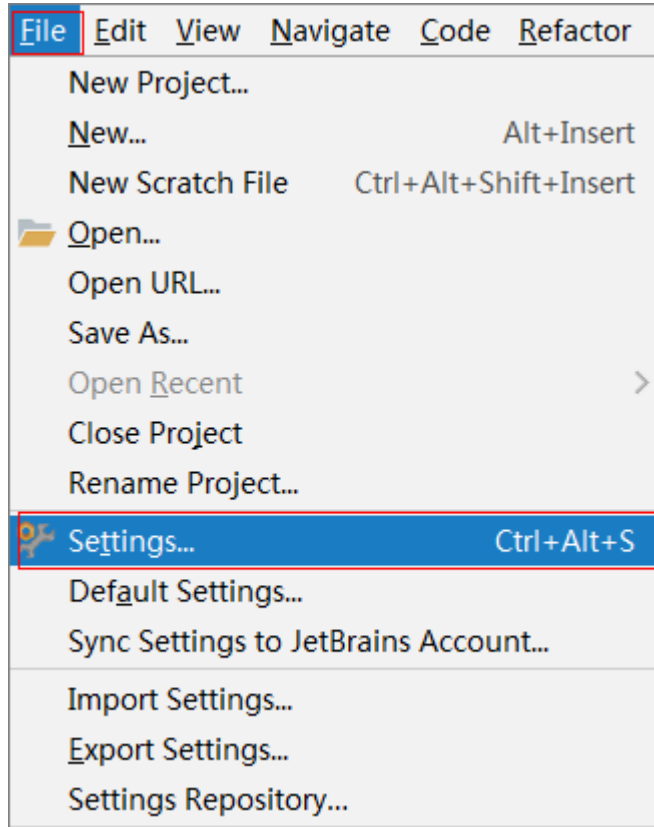 File Edit View Navigate Code Refactor
New Project...
New... Alt+Insert
New Scratch File Ctrl+Alt+Shift+Insert
Open...
Open URL...
Save As...
Open Recent
Close Project
Rename Project...
Settings... Ctrl+Alt+S
Default Settings...
Sync Settings to JetBrains Account...
Import Settings...
Export Settings...
Settings Repository...